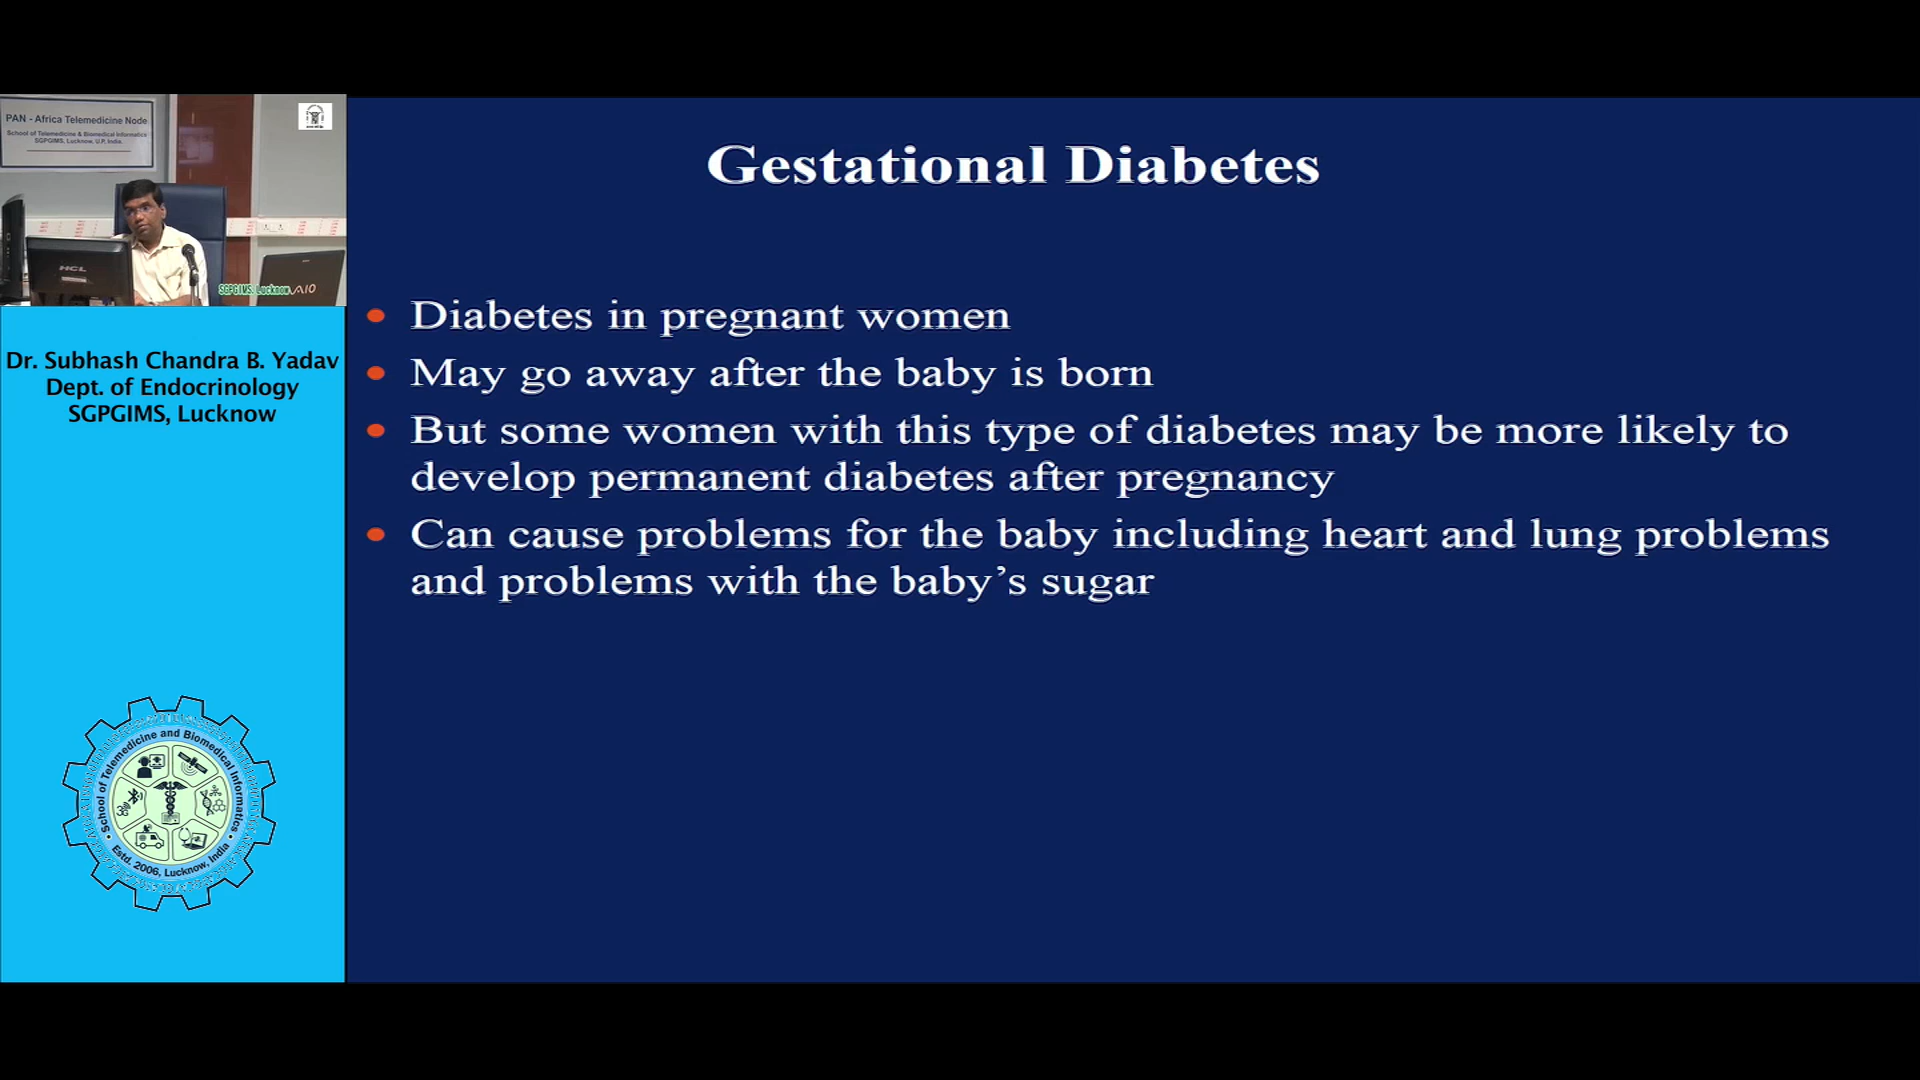 PAN - Africa Telemedicine Node
School of Telemedicine & Biomedical Informatics
SGPGIMS, Lucknow, U.P, India.
HCL
SGPGIMS, Lucknow
VAIO
Dr. Subhash Chandra B. Yadav
Dept. of Endocrinology
SGPGIMS, Lucknow
School of Telemedicine and Biomedical Informatics
Estd. 2006, Lucknow, India
3G
Gestational Diabetes
• Diabetes in pregnant women
• May go away after the baby is born
• But some women with this type of diabetes may be more likely to
develop permanent diabetes after pregnancy
• Can cause problems for the baby including heart and lung problems
and problems with the baby’s sugar